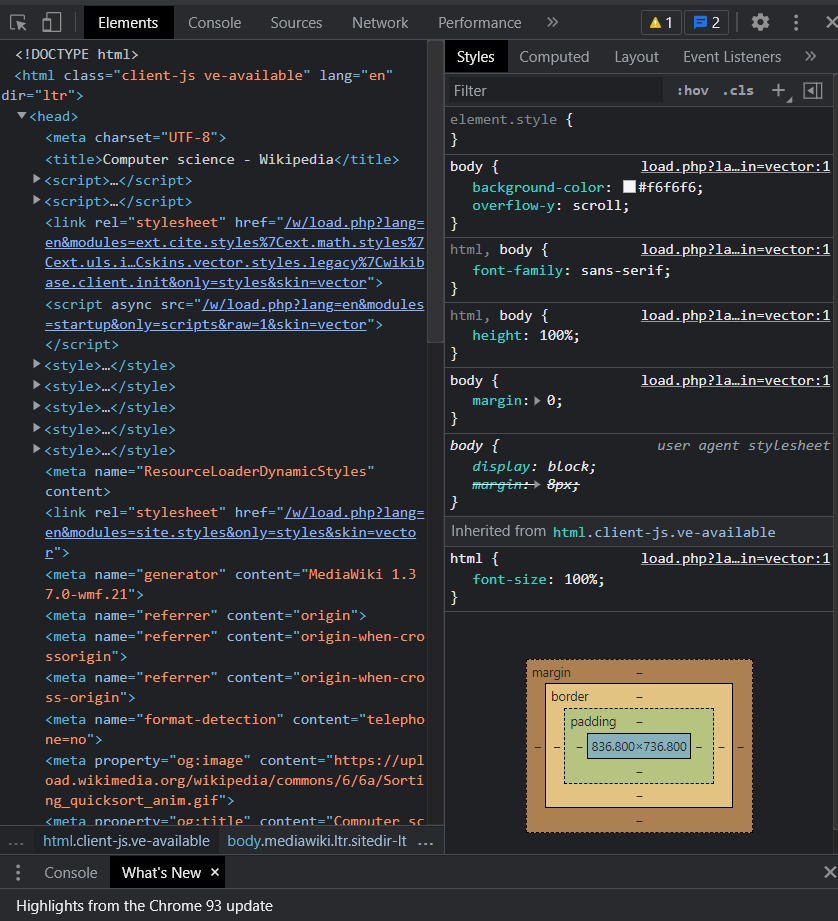 Elements Console Sources Network Performance » 1 2
<!DOCTYPE html>
<html class="client-js ve-available" lang="en"
dir="ltr">
<head>
<meta charset="UTF-8">
<title>Computer science - Wikipedia</title>
<script>…</script>
<script>…</script>
<link rel="stylesheet" href="/w/load.php?lang=
en&modules=ext.cite.styles%7Cext.math.styles%7
Cext.uls.i…Cskins.vector.styles.legacy%7Cwikib
ase.client.init&only=styles&skin=vector">
<script async src="/w/load.php?lang=en&modules
=startup&only=scripts&raw=1&skin=vector">
</script>
<style>…</style>
<style>…</style>
<style>…</style>
<style>…</style>
<style>…</style>
<meta name="ResourceLoaderDynamicStyles"
content>
<link rel="stylesheet" href="/w/load.php?lang=
en&modules=site.styles&only=styles&skin=vecto
r">
<meta name="generator" content="MediaWiki 1.3
7.0-wmf.21">
<meta name="referrer" content="origin">
<meta name="referrer" content="origin-when-cro
ssorigin">
<meta name="referrer" content="origin-when-cro
ss-origin">
<meta name="format-detection" content="telepho
ne=no">
<meta property="og:image" content="https://upl
oad.wikimedia.org/wikipedia/commons/6/6a/Sorti
ng_quicksort_anim.gif">
<meta property="og:title" content="Computer sc
... html.client-js.ve-available body.mediawiki.ltr.sitedir-lt ...
Styles Computed Layout Event Listeners »
Filter :hov .cls +
element.style {
}
body { load.php?la…in=vector:1
background-color: #f6f6f6;
overflow-y: scroll;
}
html, body { load.php?la…in=vector:1
font-family: sans-serif;
}
html, body { load.php?la…in=vector:1
height: 100%;
}
body { load.php?la…in=vector:1
margin: 0;
}
body { user agent stylesheet
display: block;
margin: 8px;
}
Inherited from html.client-js.ve-available
html { load.php?la…in=vector:1
font-size: 100%;
}
margin –
border –
padding –
– – – 836.800×736.800 – – –
–
–
–
Console What's New ×
Highlights from the Chrome 93 update